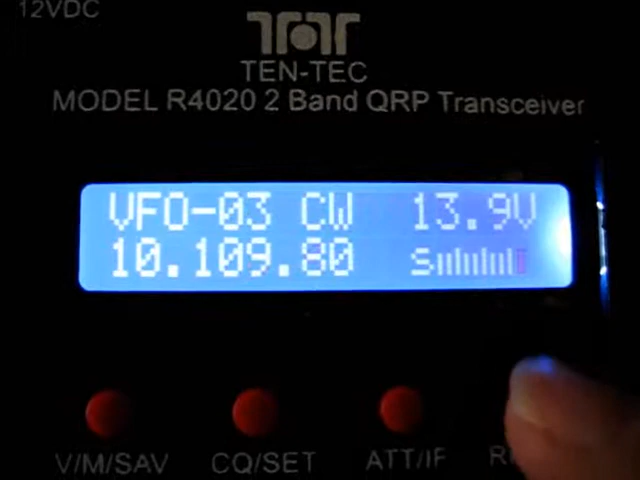 12VDC
TEN-TEC
MODEL R4020 2 Band QRP Transceiver
VFO-03 CW 13.9V
10.109.80 S
V/M/SAV CQ/SET ATT/IF